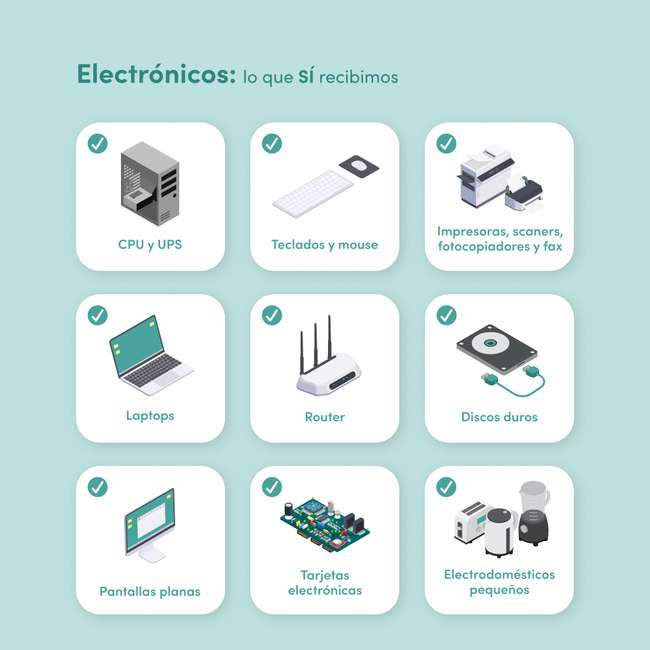 Electrónicos: lo que SÍ recibimos
CPU y UPS
Teclados y mouse
Impresoras, scaners,
fotocopiadores y fax
Laptops
Router
Discos duros
Pantallas planas
Tarjetas
electrónicas
Electrodomésticos
pequeños